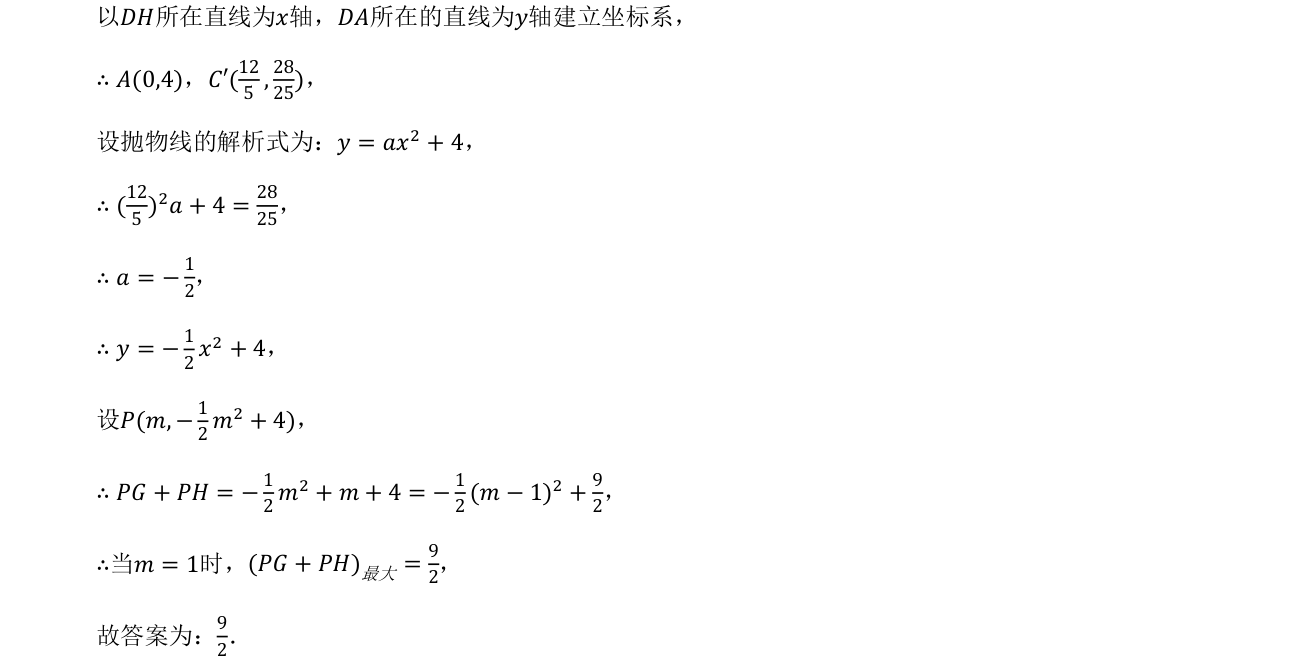 以DH所在直线为x轴，DA所在的直线为y轴建立坐标系，
∴ A(0,4)，C′(12/5,28/25)，
设抛物线的解析式为：y = ax² + 4，
∴ (12/5)²a + 4 = 28/25，
∴ a = −1/2，
∴ y = −1/2x² + 4，
设P(m,−1/2m² + 4)，
∴ PG + PH = −1/2m² + m + 4 = −1/2(m − 1)² + 9/2，
∴当m = 1时，(PG + PH)最大 = 9/2，
故答案为：9/2．